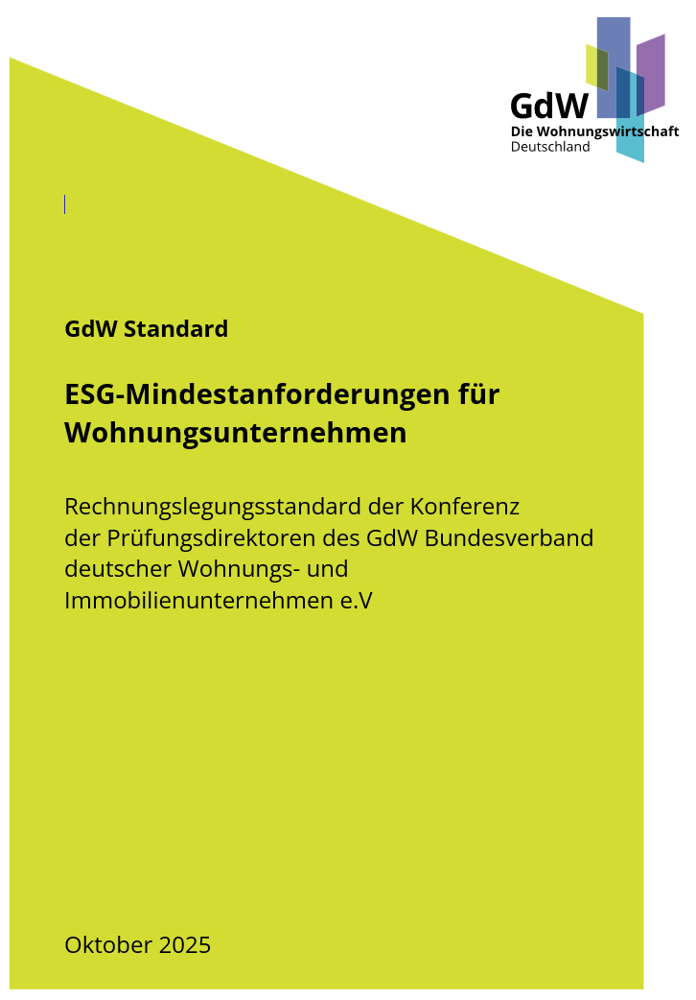 GdW
Die Wohnungswirtschaft
Deutschland
GdW Standard
ESG-Mindestanforderungen für
Wohnungsunternehmen
Rechnungslegungsstandard der Konferenz
der Prüfungsdirektoren des GdW Bundesverband
deutscher Wohnungs- und
Immobilienunternehmen e.V
Oktober 2025